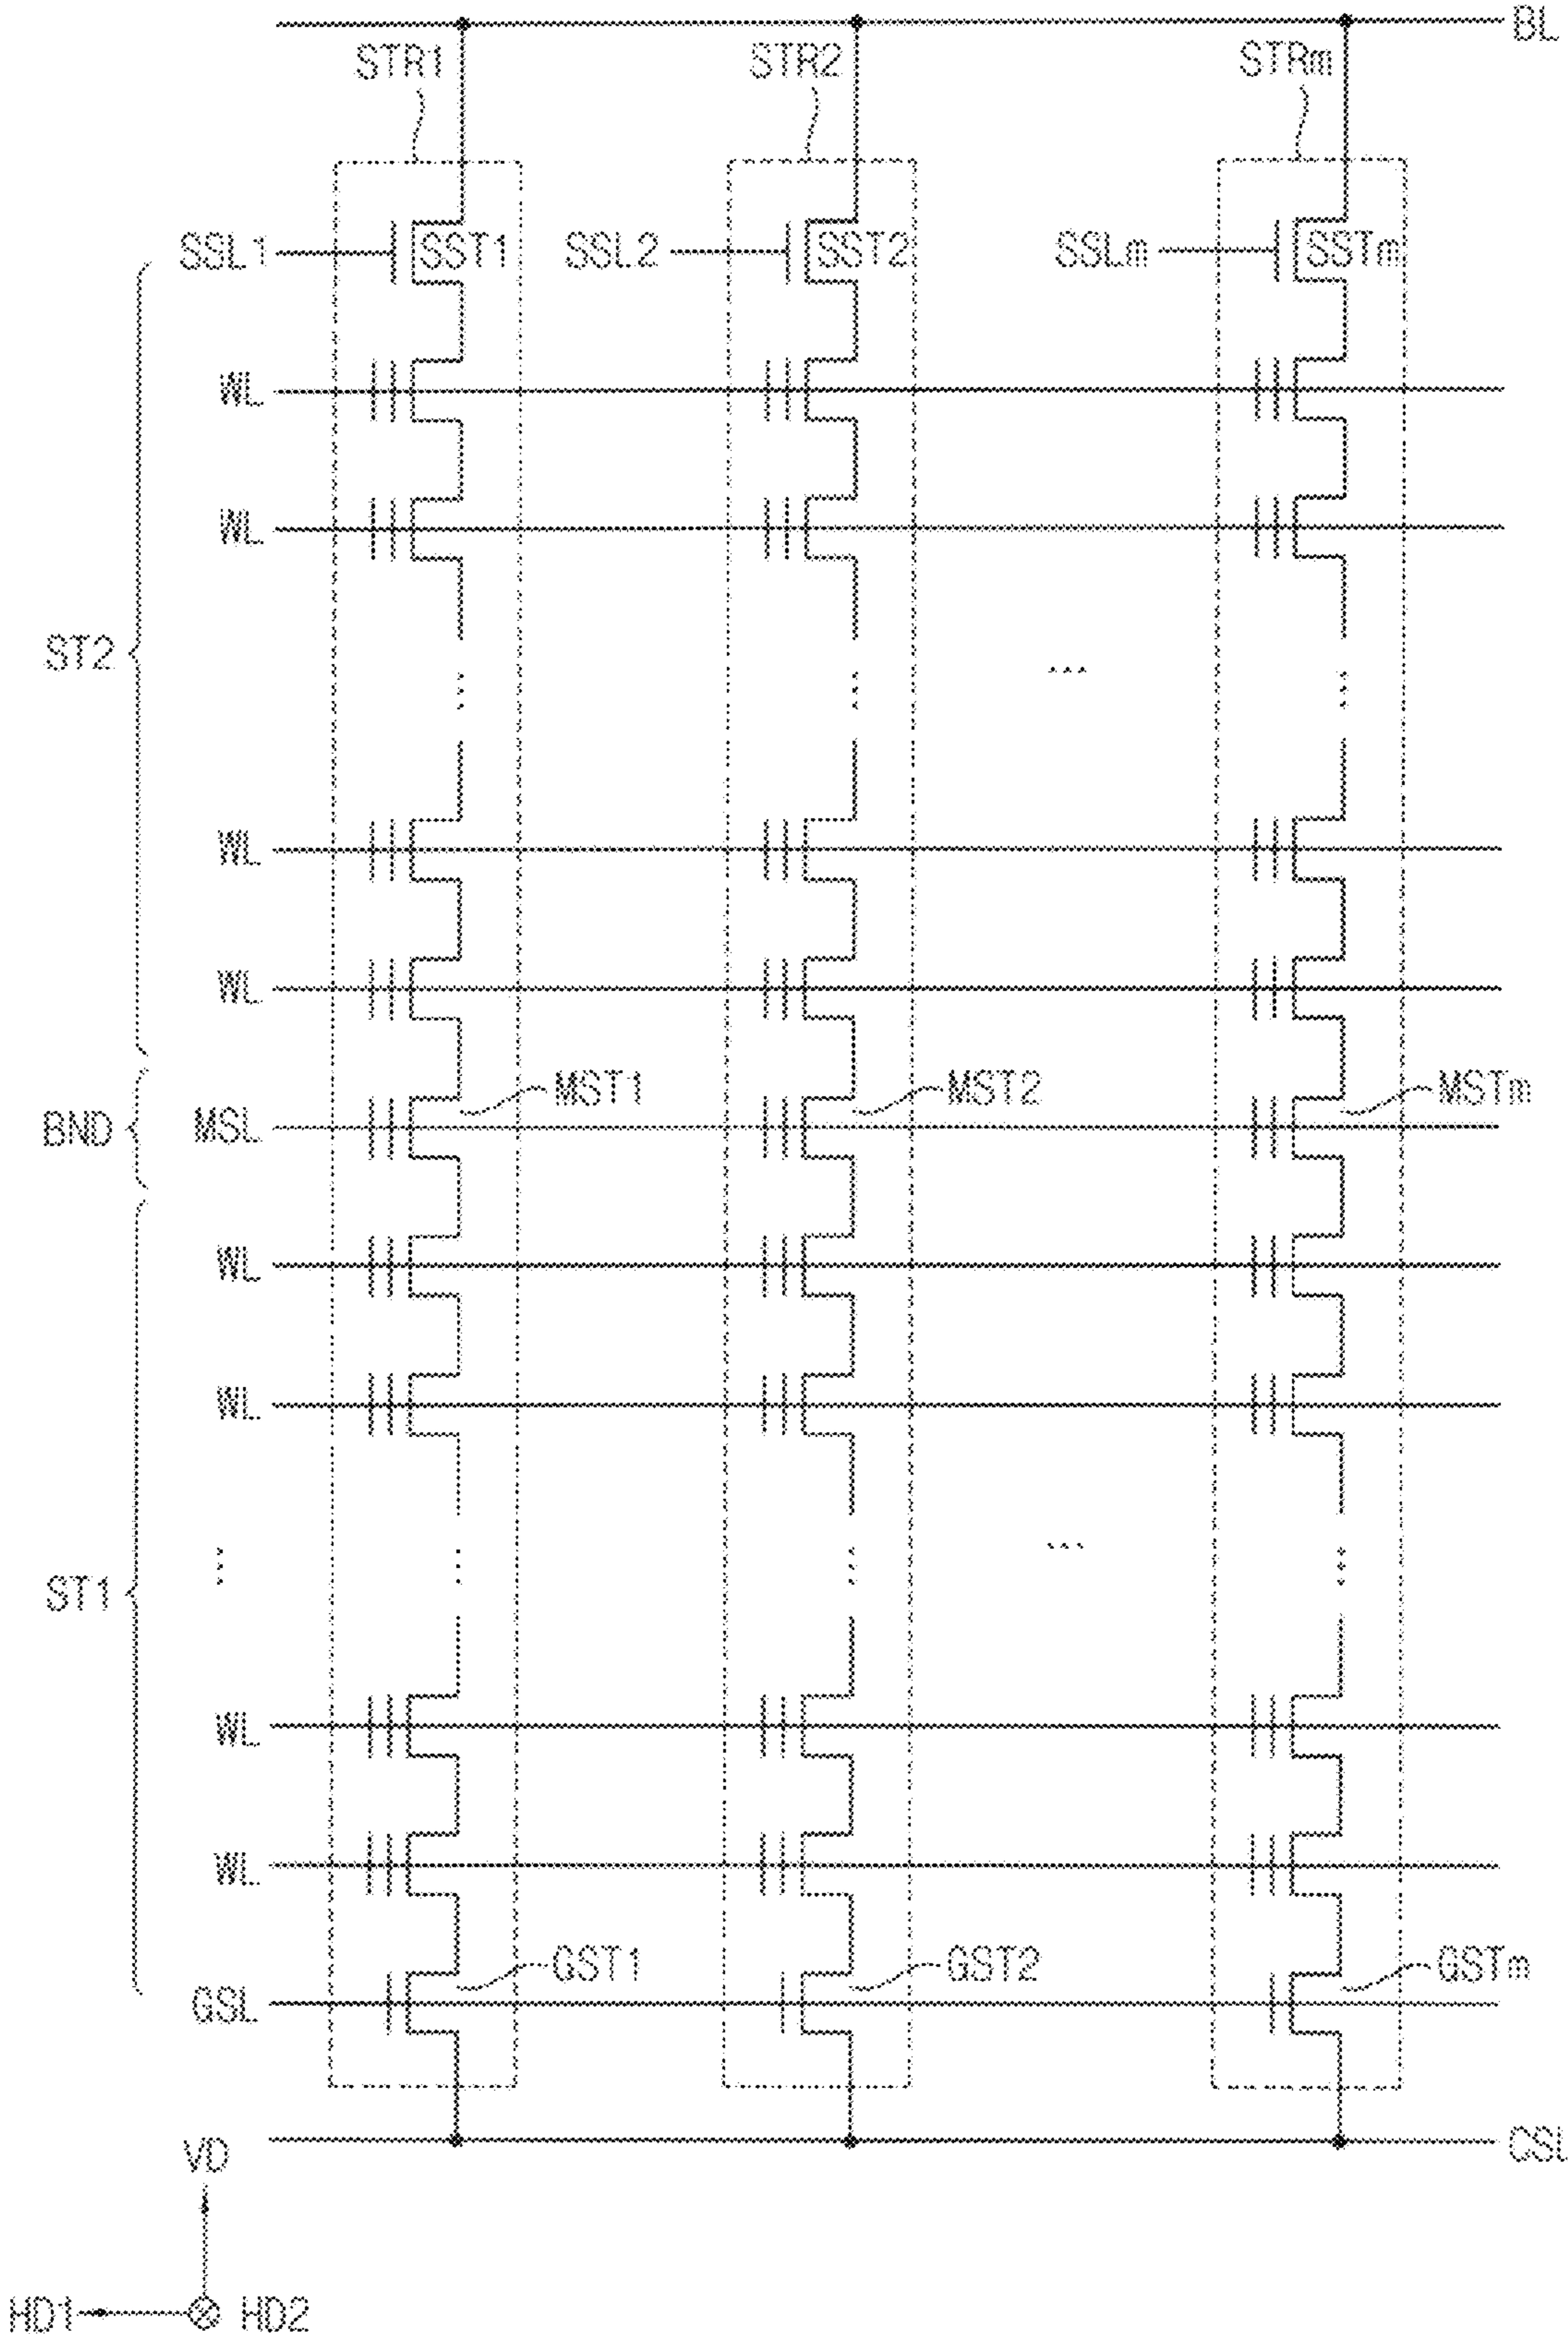 BL
STR1 STR2 STRm
SSL1 SST1 SSL2 SST2 SSLm SSTm
WL
WL
ST2
...
WL
WL
MST1 MST2 MSTm
BND MSL
WL
WL
...
ST1
WL
WL
GST1 GST2 GSTm
GSL
CSL
VD
HD1 HD2